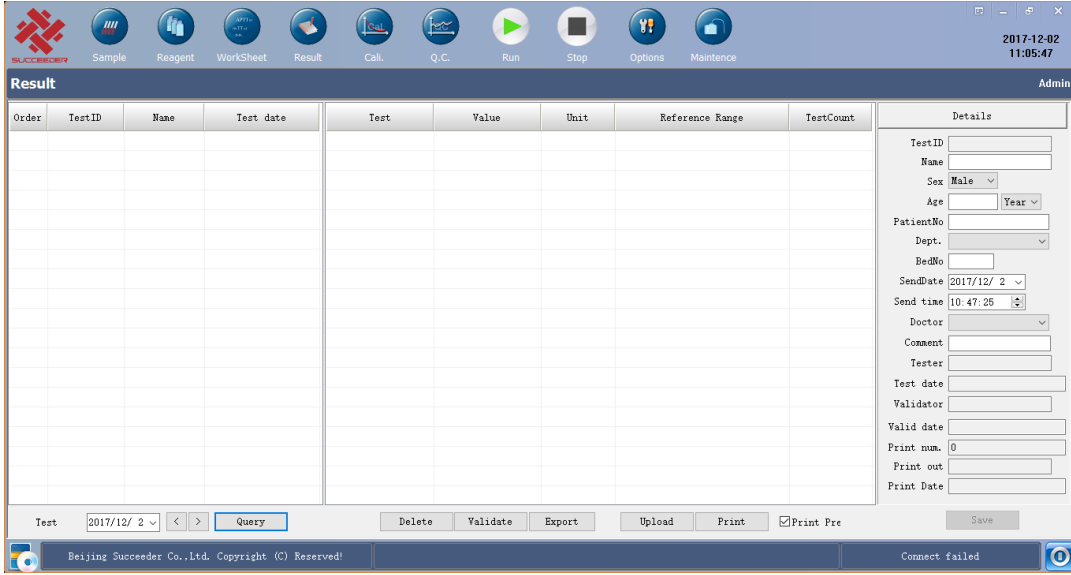 SUCCEEDER
Sample Reagent WorkSheet Result Cali. Q.C. Run Stop Options Maintence
2017-12-02
11:05:47
Result Admin
Order TestID Name Test date Test Value Unit Reference Range TestCount Details
TestID
Name
Sex Male
Age Year
PatientNo
Dept.
BedNo
SendDate 2017/12/ 2
Send time 10:47:25
Doctor
Comment
Tester
Test date
Validator
Valid date
Print num. 0
Print out
Print Date
Test 2017/12/ 2 < > Query Delete Validate Export Upload Print Print Pre Save
Beijing Succeeder Co.,Ltd. Copyright (C) Reserved! Connect failed